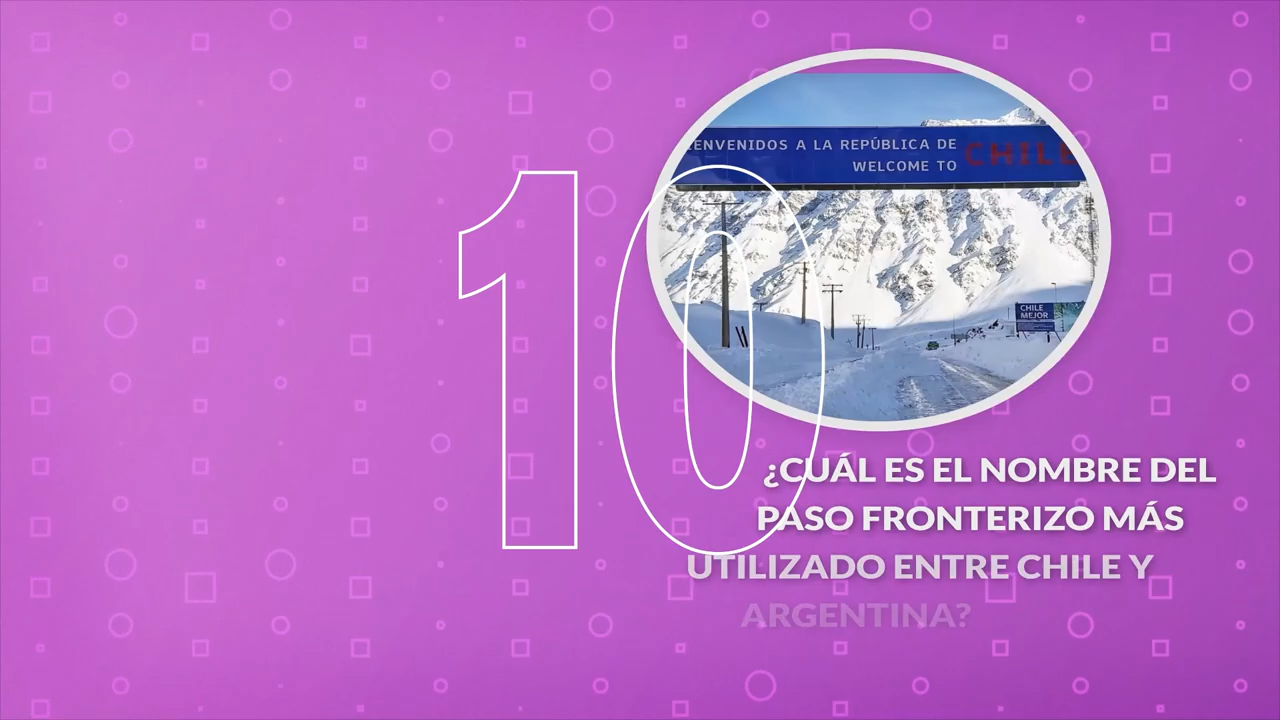 10
ENVENIDOS A LA REPÚBLICA DE
WELCOME TO
CHILE
CHILE
MEJOR
¿CUÁL ES EL NOMBRE DEL
PASO FRONTERIZO MÁS
UTILIZADO ENTRE CHILE Y
ARGENTINA?